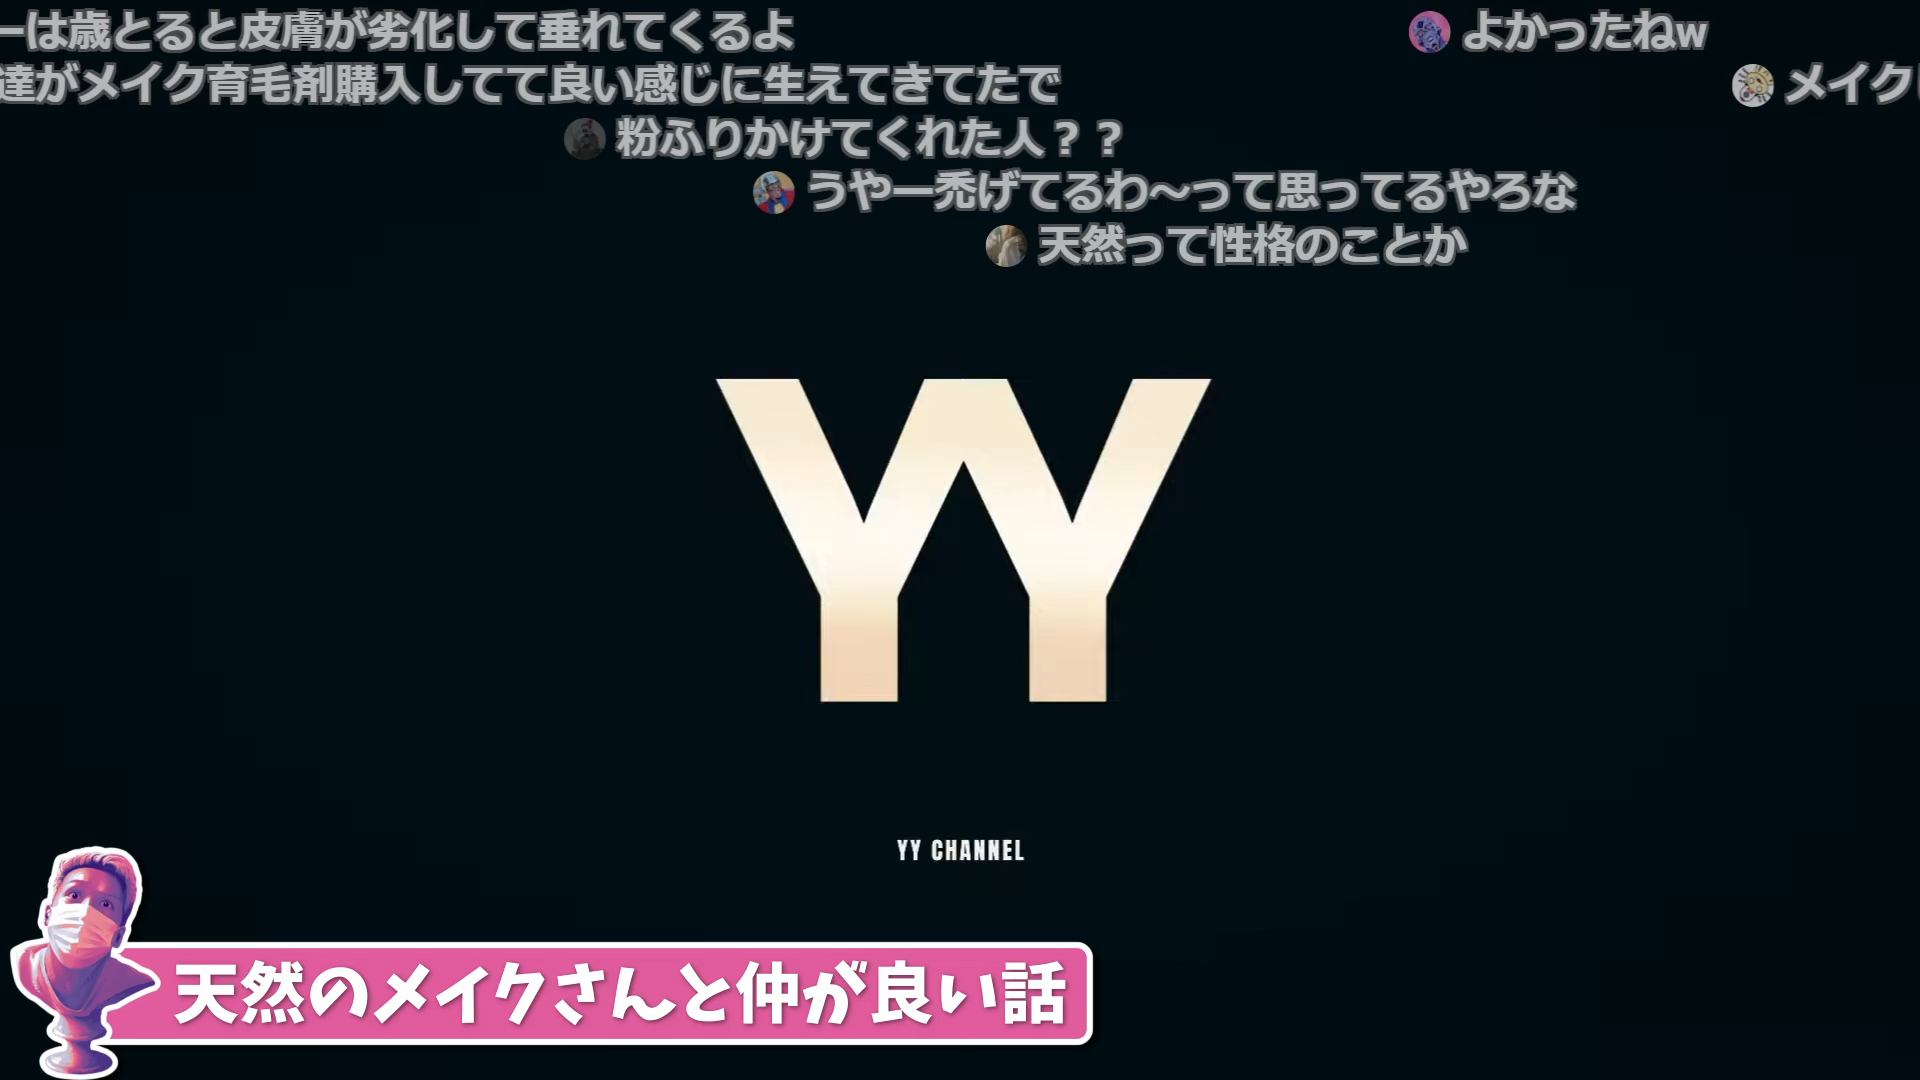 ーは歳とると皮膚が劣化して垂れてくるよ
よかったねw
達がメイク育毛剤購入してて良い感じに生えてきてたで
メイク
粉ふりかけてくれた人？？
うやー禿げてるわ～って思ってるやろな
天然って性格のことか
YY
YY CHANNEL
天然のメイクさんと仲が良い話